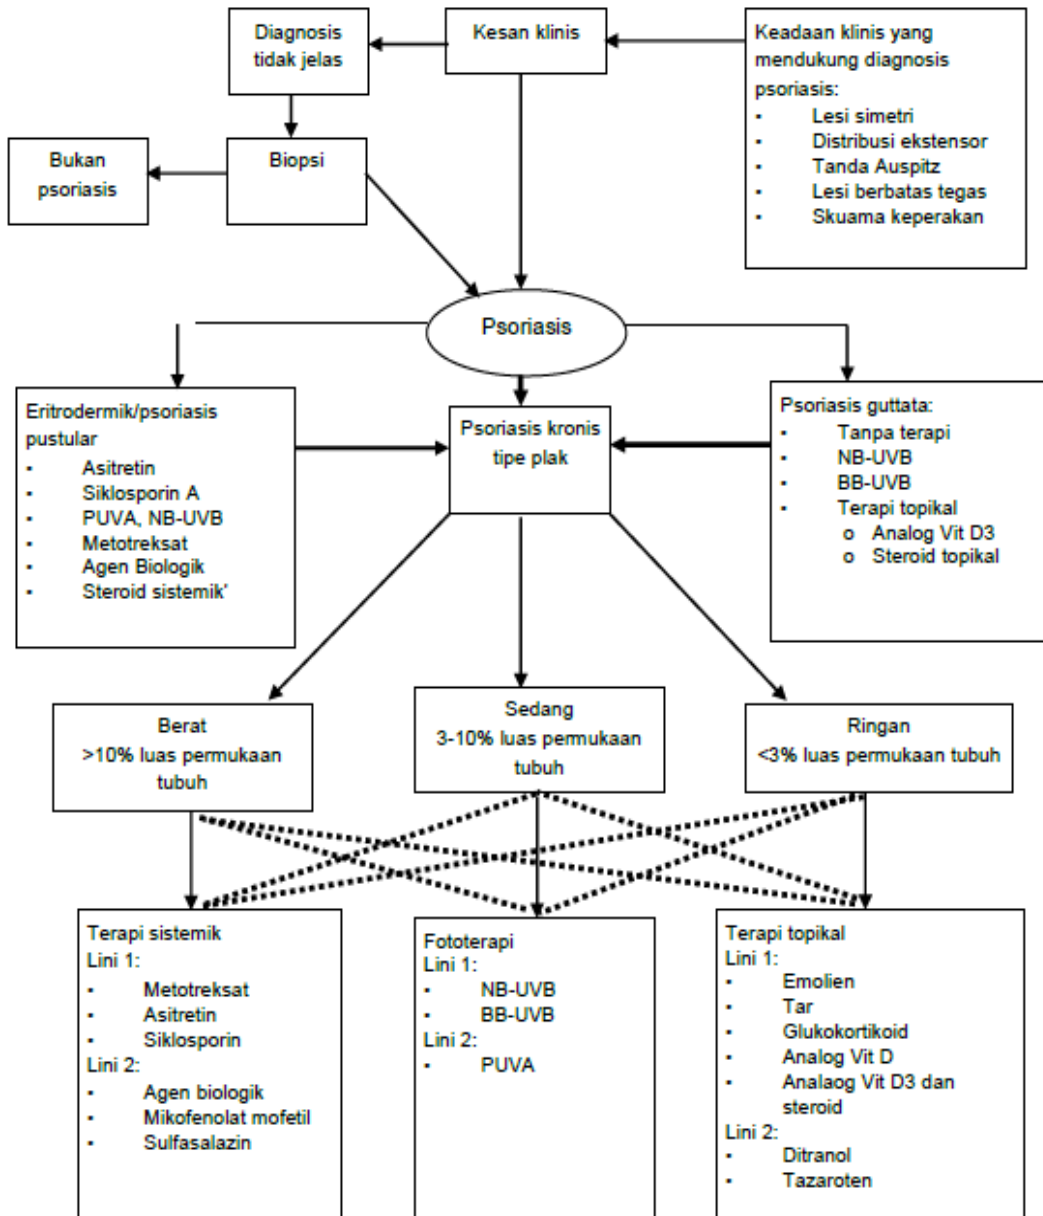 Diagnosis
tidak jelas
Kesan klinis
Keadaan klinis yang
mendukung diagnosis
psoriasis:
▪ Lesi simetri
▪ Distribusi ekstensor
▪ Tanda Auspitz
▪ Lesi berbatas tegas
▪ Skuama keperakan
Bukan
psoriasis
Biopsi
Psoriasis
Eritrodermik/psoriasis
pustular
▪ Asitretin
▪ Siklosporin A
▪ PUVA, NB-UVB
▪ Metotreksat
▪ Agen Biologik
▪ Steroid sistemik'
Psoriasis kronis
tipe plak
Psoriasis guttata:
▪ Tanpa terapi
▪ NB-UVB
▪ BB-UVB
▪ Terapi topikal
o Analog Vit D3
o Steroid topikal
Berat
>10% luas permukaan
tubuh
Sedang
3-10% luas permukaan
tubuh
Ringan
<3% luas permukaan tubuh
Terapi sistemik
Lini 1:
▪ Metotreksat
▪ Asitretin
▪ Siklosporin
Lini 2:
▪ Agen biologik
▪ Mikofenolat mofetil
▪ Sulfasalazin
Fototerapi
Lini 1:
▪ NB-UVB
▪ BB-UVB
Lini 2:
▪ PUVA
Terapi topikal
Lini 1:
▪ Emolien
▪ Tar
▪ Glukokortikoid
▪ Analog Vit D
▪ Analaog Vit D3 dan
steroid
Lini 2:
▪ Ditranol
▪ Tazaroten